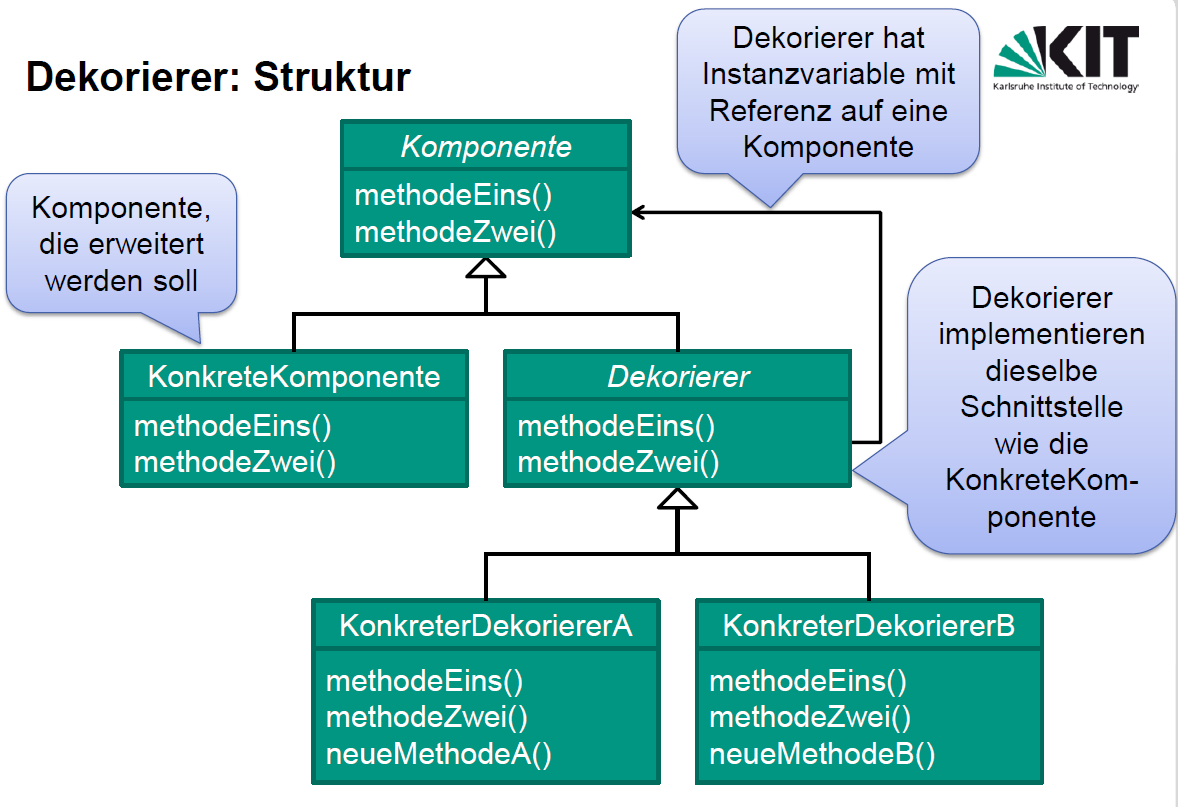 Dekorierer: Struktur
Dekorierer hat
Instanzvariable mit
Referenz auf eine
Komponente
KIT
Karlsruhe Institute of Technology
Komponente
methodeEins()
methodeZwei()
Komponente,
die erweitert
werden soll
Dekorierer
implementieren
dieselbe
Schnittstelle
wie die
KonkreteKom-
ponente
KonkreteKomponente
methodeEins()
methodeZwei()
Dekorierer
methodeEins()
methodeZwei()
KonkreterDekoriererA
methodeEins()
methodeZwei()
neueMethodeA()
KonkreterDekoriererB
methodeEins()
methodeZwei()
neueMethodeB()